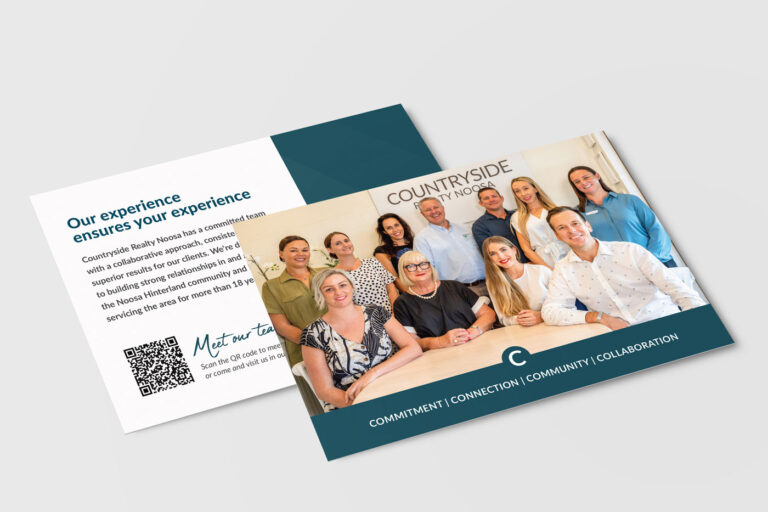 Our experience
ensures your experience
Countryside Realty Noosa has a committed team
with a collaborative approach, consiste
superior results for our clients. We're d
to building strong relationships in and
the Noosa Hinterland community and
servicing the area for more than 18 ye
Meet our tea
Scan the QR code to mee
or come and visit us in ou
COUNTRYSIDE
REALTY NOOSA
C
COMMITMENT | CONNECTION | COMMUNITY | COLLABORATION